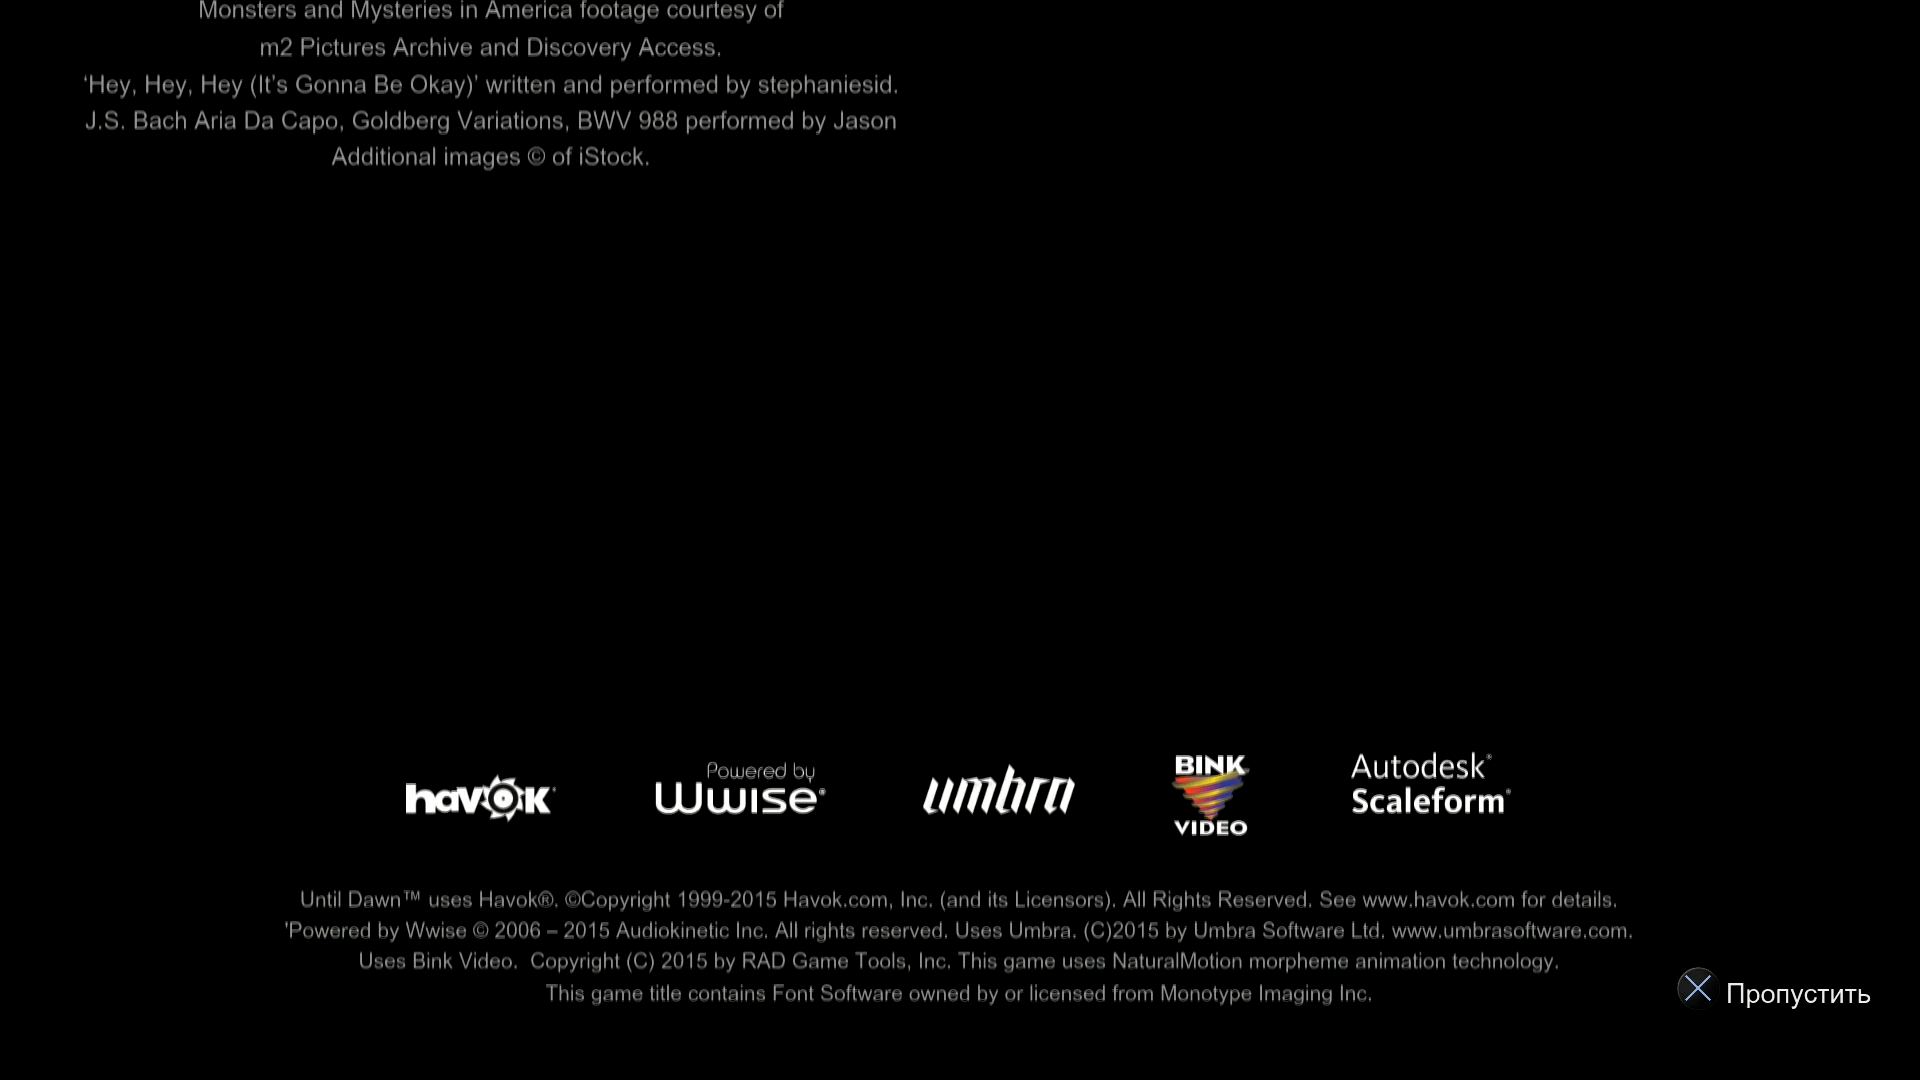 Monsters and Mysteries in America footage courtesy of
m2 Pictures Archive and Discovery Access.
‘Hey, Hey, Hey (It’s Gonna Be Okay)’ written and performed by stephaniesid.
J.S. Bach Aria Da Capo, Goldberg Variations, BWV 988 performed by Jason
Additional images © of iStock.
havok®
Powered by
Wwise®
umbra
BINK
VIDEO
Autodesk®
Scaleform®
Until Dawn™ uses Havok®. ©Copyright 1999-2015 Havok.com, Inc. (and its Licensors). All Rights Reserved. See www.havok.com for details.
'Powered by Wwise © 2006 – 2015 Audiokinetic Inc. All rights reserved. Uses Umbra. (C)2015 by Umbra Software Ltd. www.umbrasoftware.com.
Uses Bink Video.  Copyright (C) 2015 by RAD Game Tools, Inc. This game uses NaturalMotion morpheme animation technology.
This game title contains Font Software owned by or licensed from Monotype Imaging Inc.
Пропустить